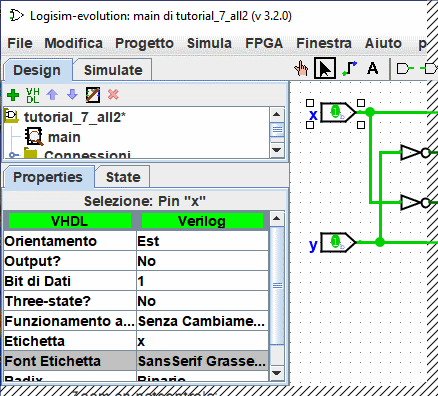 Logisim-evolution: main di tutorial_7_all2 (v 3.2.0)
File Modifica Progetto Simula FPGA Finestra Aiuto p
Design Simulate
A
VH
DL
tutorial_7_all2*
main
Connessioni
Properties State
Selezione: Pin "x"
VHDL Verilog
Orientamento Est
Output? No
Bit di Dati 1
Three-state? No
Funzionamento a... Senza Cambiame...
Etichetta x
Font Etichetta SansSerif Grasse...
Radix Binario
x
y